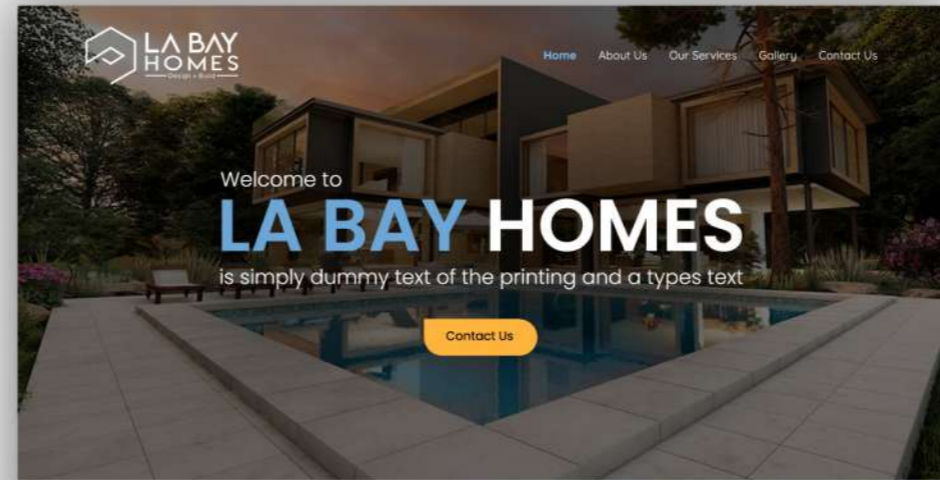 LA BAY
HOMES
Design + Build
Home About Us Our Services Gallery Contact Us
Welcome to
LA BAY HOMES
is simply dummy text of the printing and a types text
Contact Us